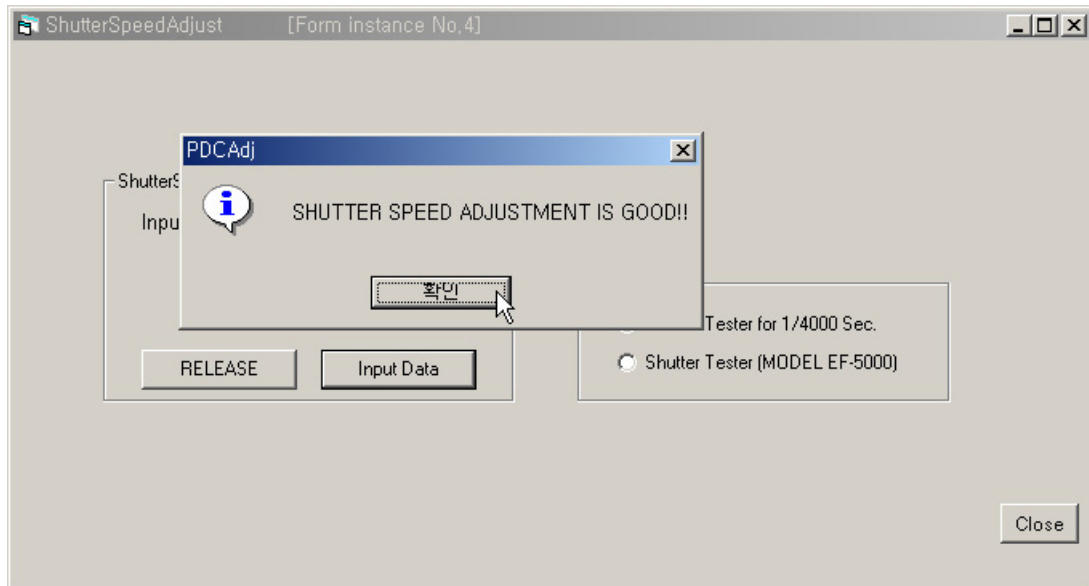 ShutterSpeedAdjust [Form instance No,4]
PDCAdj
SHUTTER SPEED ADJUSTMENT IS GOOD!!
확인
ShutterS
Inpu
RELEASE
Input Data
Tester for 1/4000 Sec.
Shutter Tester (MODEL EF-5000)
Close